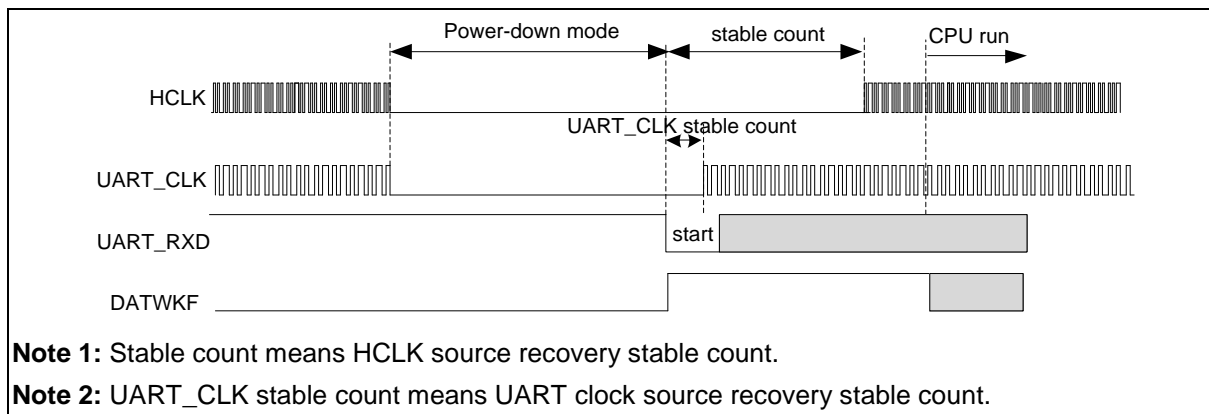 Power-down mode
stable count
CPU run
HCLK
UART_CLK stable count
UART_CLK
UART_RXD
start
DATWKF
Note 1: Stable count means HCLK source recovery stable count.
Note 2: UART_CLK stable count means UART clock source recovery stable count.